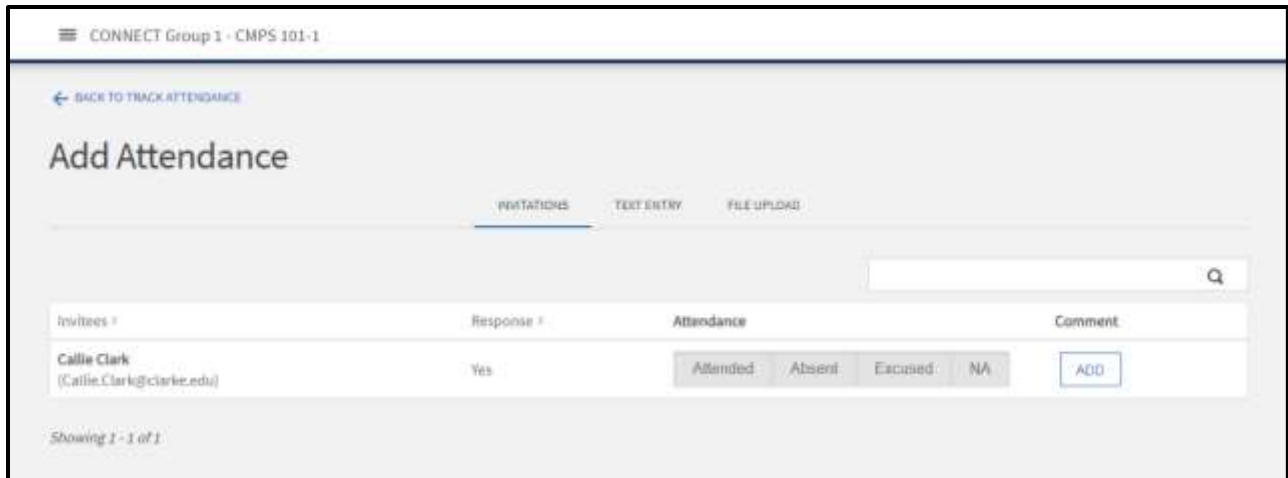 CONNECT Group 1 - CMPS 101-1
BACK TO TRACK ATTENDANCE
Add Attendance
INVITATIONS TEXT ENTRY FILE UPLOAD
Invitees Response Attendance Comment
Callie Clark
(Callie.Clark@clarke.edu) Yes Attended Absent Excused NA ADD
Showing 1 - 1 of 1